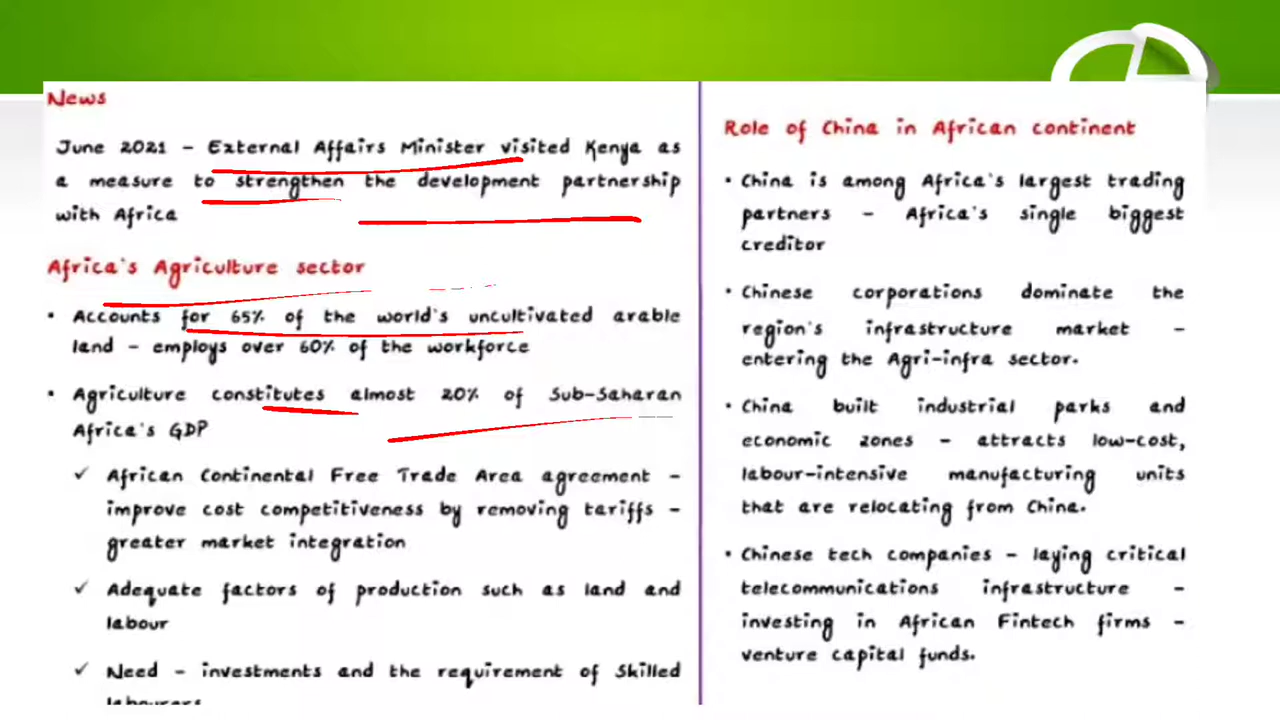 News
June 2021 - External Affairs Minister visited Kenya as
a measure to strengthen the development partnership
with Africa
Africa's Agriculture sector
• Accounts for 65% of the world's uncultivated arable
land - employs over 60% of the workforce
• Agriculture constitutes almost 20% of Sub-Saharan
Africa's GDP
✓ African Continental Free Trade Area agreement -
improve cost competitiveness by removing tariffs -
greater market integration
✓ Adequate factors of production such as land and
labour
✓ Need - investments and the requirement of Skilled
labourers
Role of China in African continent
• China is among Africa's largest trading
partners - Africa's single biggest
creditor
• Chinese corporations dominate the
region's infrastructure market -
entering the Agri-infra sector.
• China built industrial parks and
economic zones - attracts low-cost,
labour-intensive manufacturing units
that are relocating from China.
• Chinese tech companies - laying critical
telecommunications infrastructure -
investing in African Fintech firms -
venture capital funds.